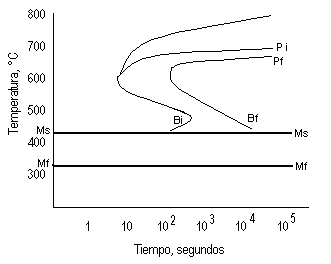 800
700
600
500
400
300
Temperatura, °C
Ms
Mf
P i
Pf
Bi
Bf
Ms
Mf
1
10
10²
10³
10⁴
10⁵
Tiempo, segundos